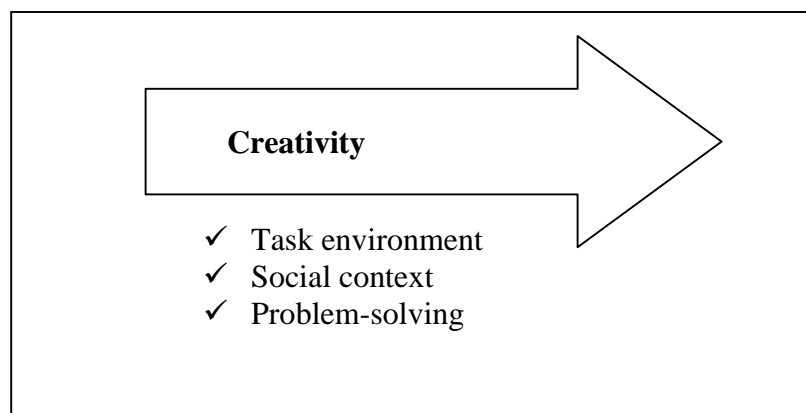 Creativity
✓ Task environment
✓ Social context
✓ Problem-solving